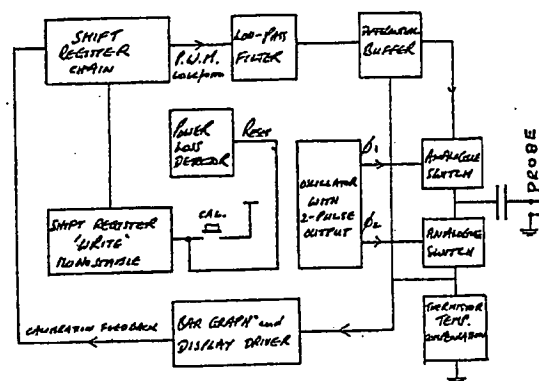 SHIFT
REGISTER
CHAIN
P.W.M.
LOW-PASS
FILTER
BUFFER
POWER
LOSS
DETECTOR
RESET
φ1
φ2
OSCILLATOR
WITH
2-PULSE
OUTPUT
ANALOGUE
SWITCH
PROBE
ANALOGUE
SWITCH
SHIFT REGISTER
"WRITE"
MONOSTABLE
CAL.
THERMISTOR
TEMP.
CALIBRATION FEEDBACK
BAR GRAPH and
DISPLAY DRIVER